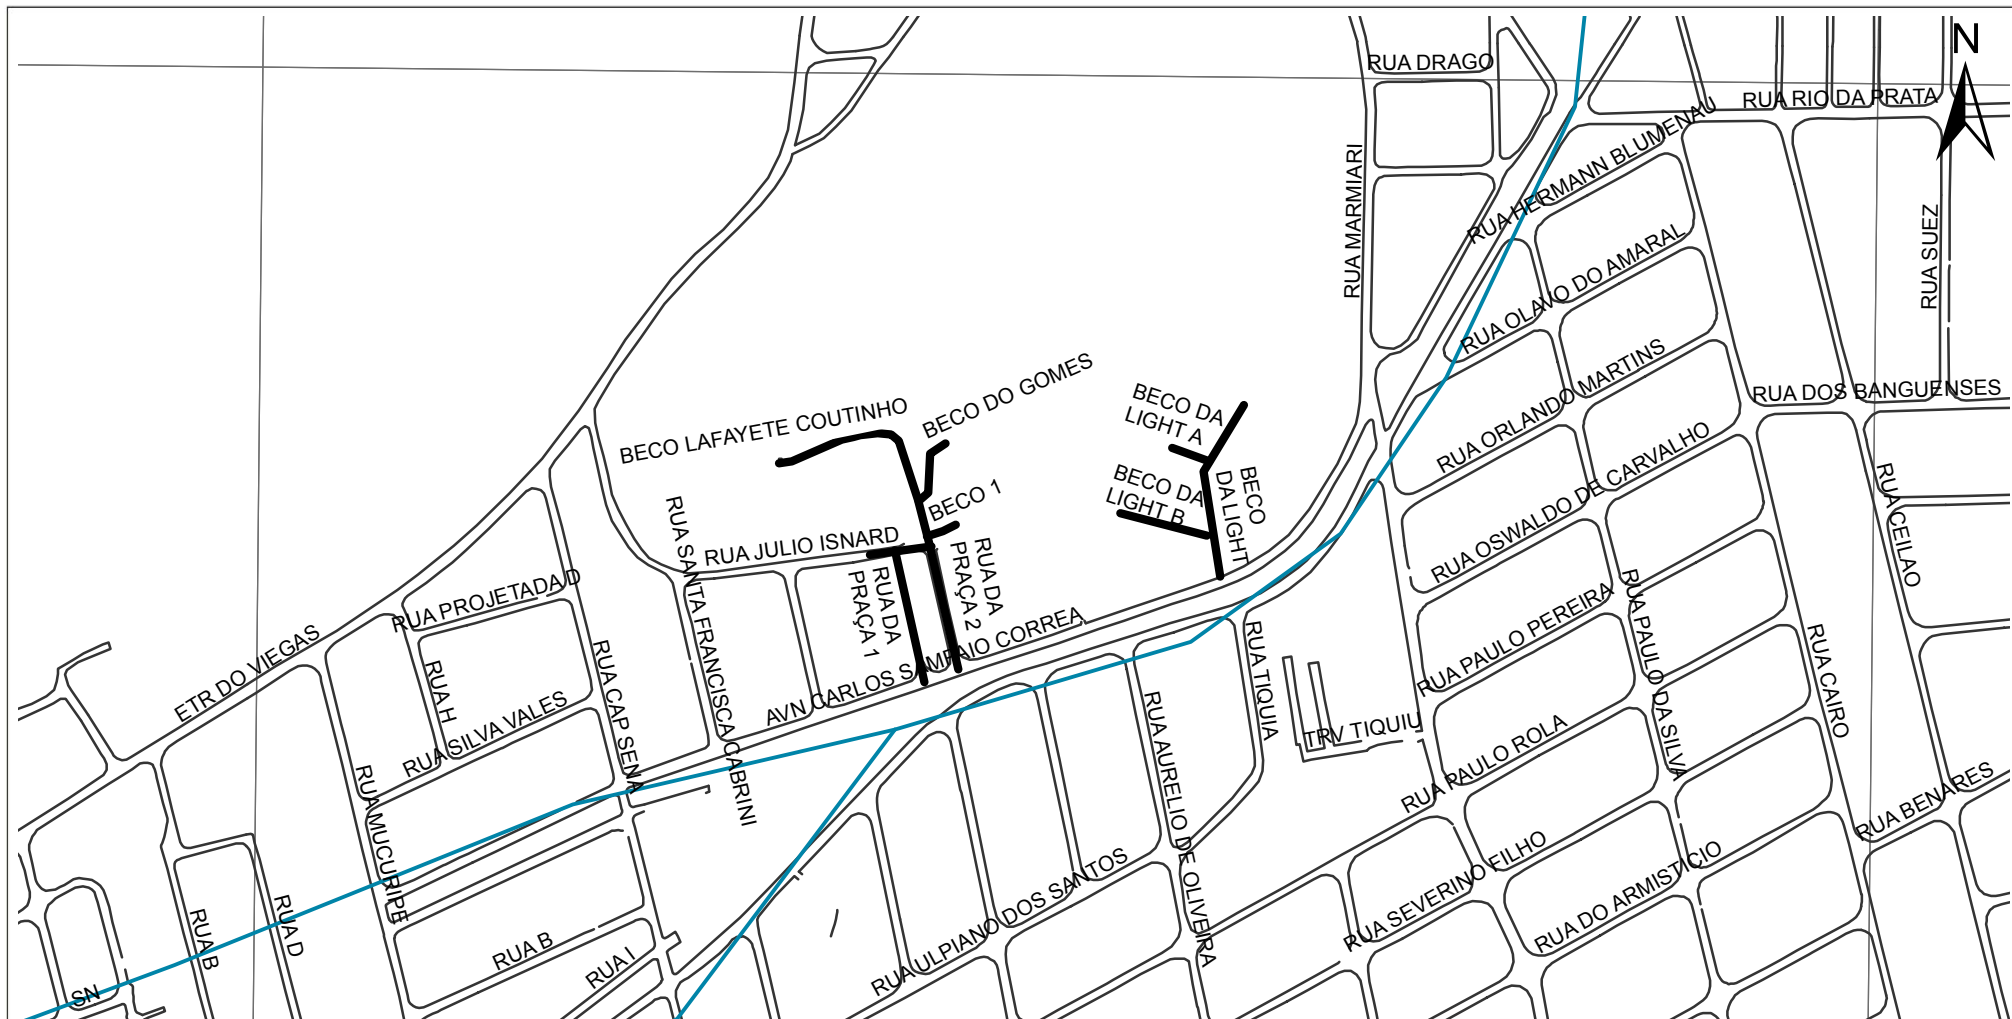 N
RUA DRAGO
RUA RIO DA PRATA
RUA HERMANN BLUMENAU
RUA MARMIARI
RUA SUEZ
RUA OLAVO DO AMARAL
RUA ORLANDO MARTINS
RUA DOS BANGUENSES
BECO DO GOMES
BECO LAFAYETE COUTINHO
BECO DA
LIGHT A
BECO DA
LIGHT B
BECO
DA LIGHT
BECO 1
RUA OSWALDO DE CARVALHO
RUA CEILAO
RUA SANTA FRANCISCA CABRINI
RUA JULIO ISNARD
RUA DA
PRAÇA 1
RUA DA
PRAÇA 2
RUA PROJETADA D
ETR DO VIEGAS
RUA H
RUA CAP SENA
RUA SILVA VALES
AVN CARLOS SAMPAIO CORREA
RUA TIQUIA
TRV TIQUIU
RUA PAULO PEREIRA
RUA PAULO DA SILVA
RUA CAIRO
RUA PAULO ROLA
RUA BENARES
RUA MUCURIPE
RUA AURELIO DE OLIVEIRA
RUA ULPIANO DOS SANTOS
RUA SEVERINO FILHO
RUA DO ARMISTICIO
RUA B
RUA D
RUA B
RUA I
SN